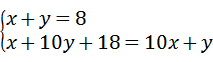 x + y = 8
x + 10y + 18 = 10x + y